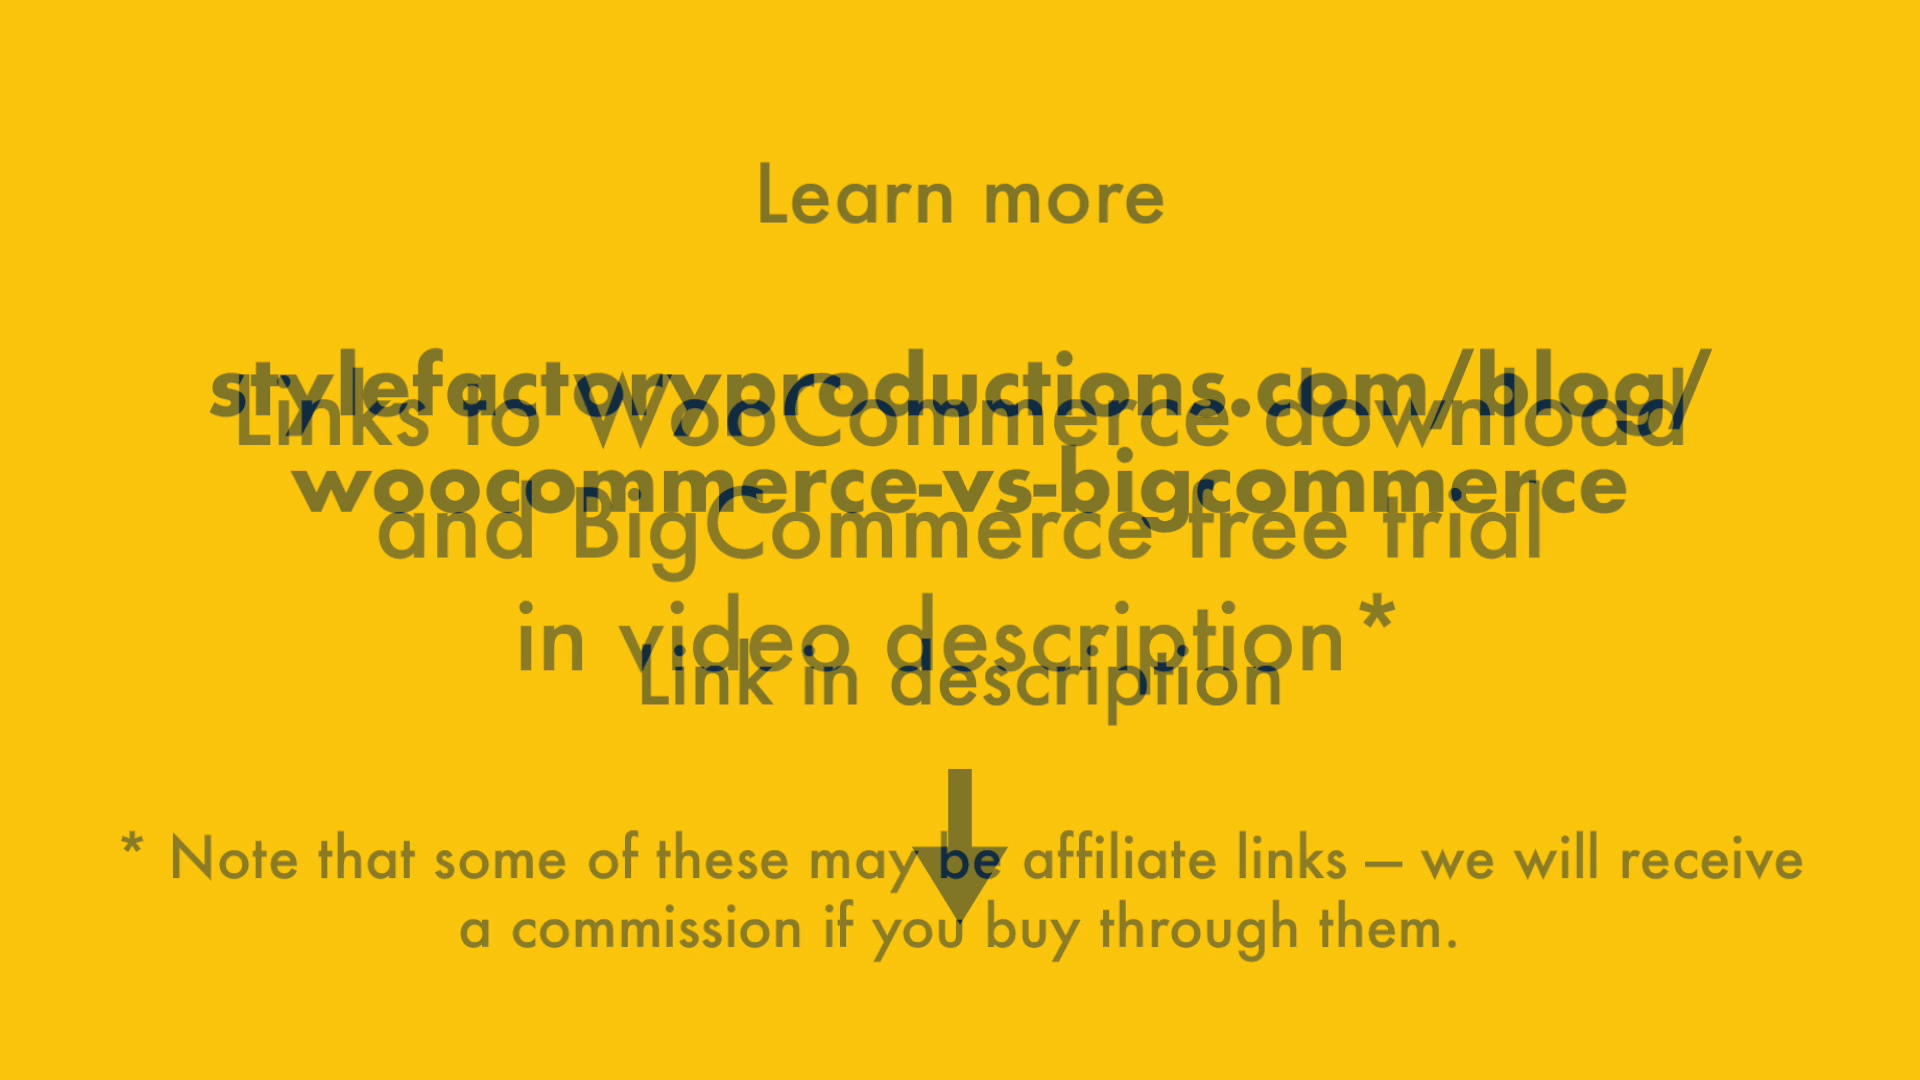 Learn more
stylefactoryproductions.com/blog/
Links to WooCommerce download
woocommerce-vs-bigcommerce
and BigCommerce free trial
in video description*
Link in description
* Note that some of these may be affiliate links – we will receive
a commission if you buy through them.